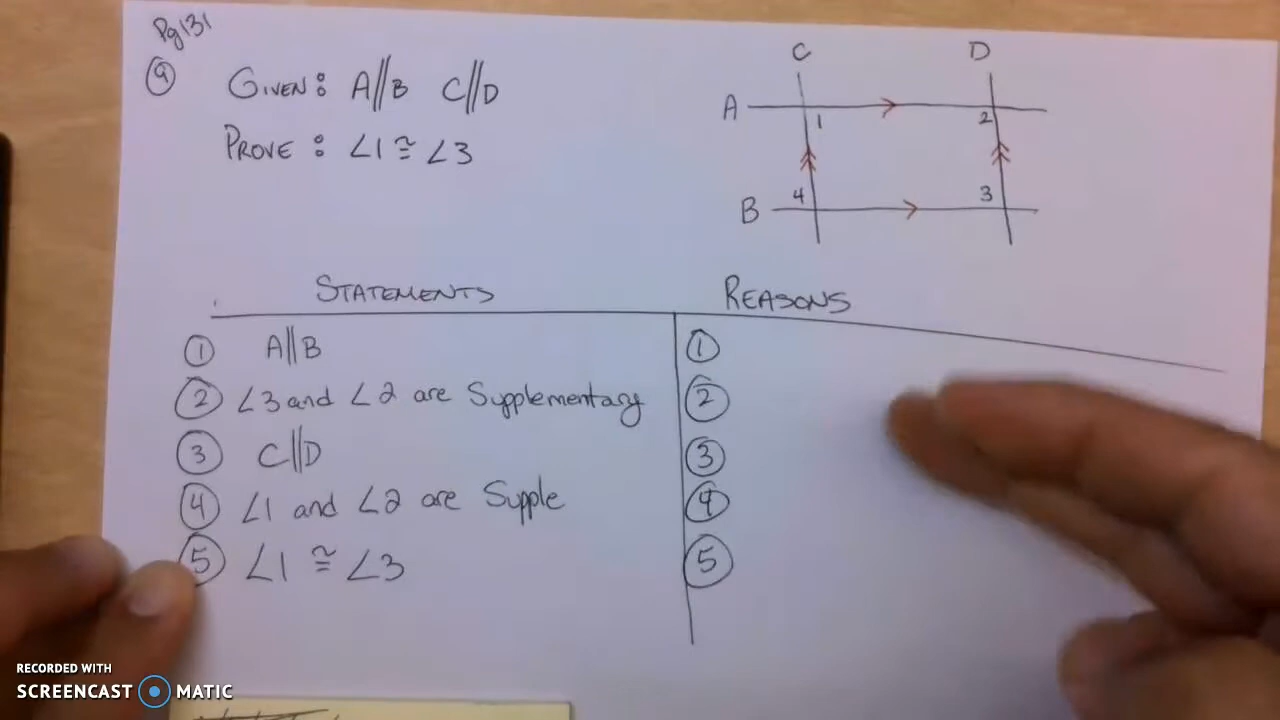 Pg 131
9 GIVEN: A//B C//D
PROVE: ∠1 ≅ ∠3
C D
A 1 2
B 4 3
STATEMENTS REASONS
1 A//B 1
2 ∠3 and ∠2 are Supplementary 2
3 C//D 3
4 ∠1 and ∠2 are Supple 4
5 ∠1 ≅ ∠3 5
RECORDED WITH
SCREENCAST MATIC